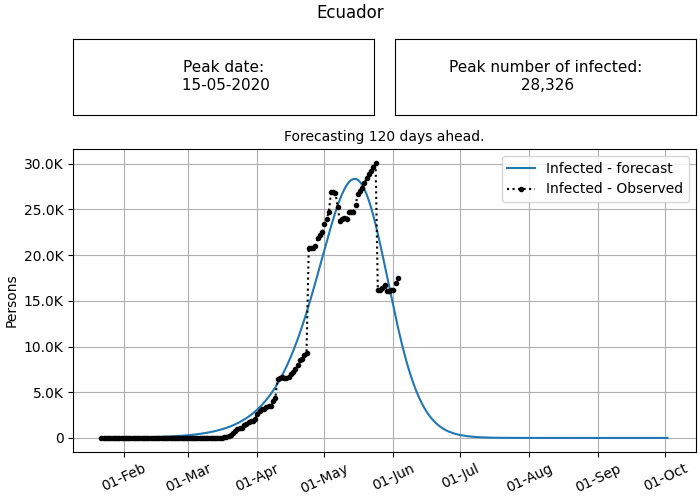 Ecuador
Peak date:
15-05-2020
Peak number of infected:
28,326
Forecasting 120 days ahead.
30.0K
25.0K
20.0K
15.0K
10.0K
5.0K
0
Persons
Infected - forecast
Infected - Observed
01-Feb
01-Mar
01-Apr
01-May
01-Jun
01-Jul
01-Aug
01-Sep
01-Oct